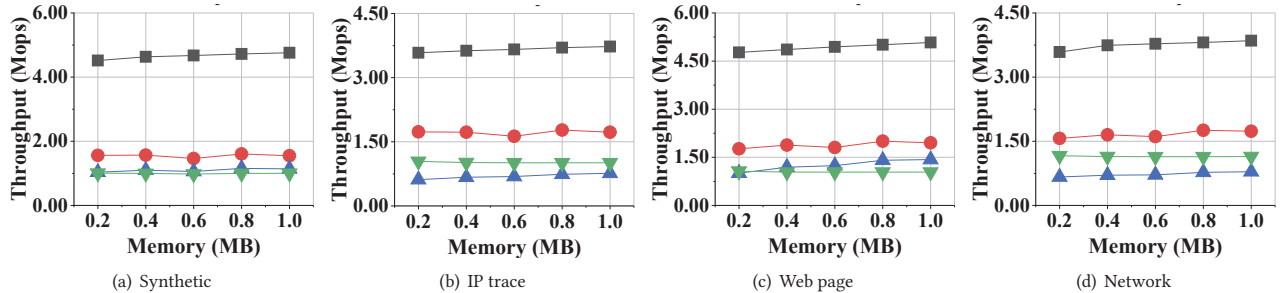 Throughput (Mops)
6.00
4.00
2.00
0.00
0.2 0.4 0.6 0.8 1.0
Memory (MB)
(a) Synthetic
Throughput (Mops)
4.50
3.00
1.50
0.00
0.2 0.4 0.6 0.8 1.0
Memory (MB)
(b) IP trace
Throughput (Mops)
6.00
4.50
3.00
1.50
0.00
0.2 0.4 0.6 0.8 1.0
Memory (MB)
(c) Web page
Throughput (Mops)
4.50
3.00
1.50
0.00
0.2 0.4 0.6 0.8 1.0
Memory (MB)
(d) Network